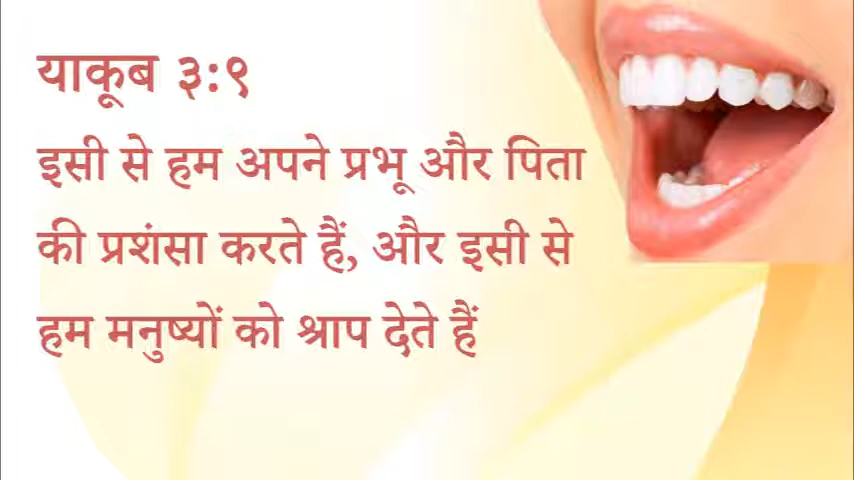 याकूब ३:९
इसी से हम अपने प्रभू और पिता
की प्रशंसा करते हैं, और इसी से
हम मनुष्यों को श्राप देते हैं